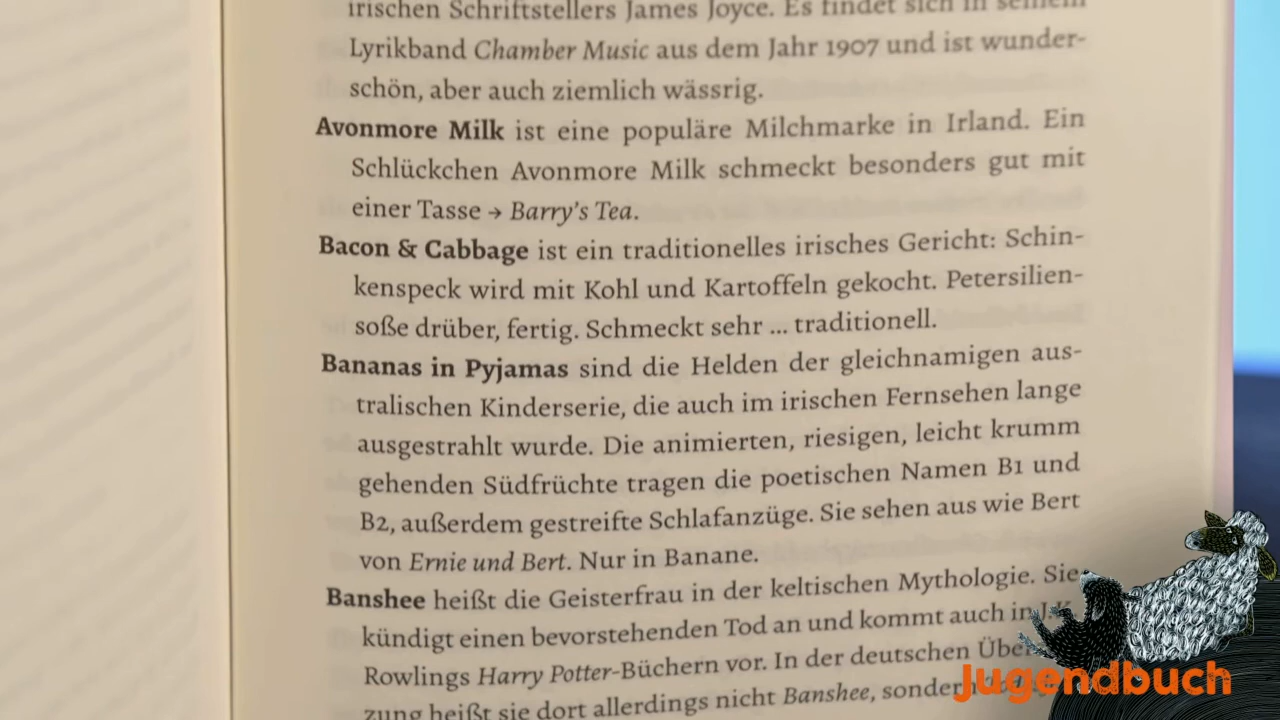 irischen Schriftstellers James Joyce. Es findet sich in seinem
Lyrikband Chamber Music aus dem Jahr 1907 und ist wunder-
schön, aber auch ziemlich wässrig.
Avonmore Milk ist eine populäre Milchmarke in Irland. Ein
Schlückchen Avonmore Milk schmeckt besonders gut mit
einer Tasse → Barry's Tea.
Bacon & Cabbage ist ein traditionelles irisches Gericht: Schin-
kenspeck wird mit Kohl und Kartoffeln gekocht. Petersilien-
soße drüber, fertig. Schmeckt sehr ... traditionell.
Bananas in Pyjamas sind die Helden der gleichnamigen aus-
tralischen Kinderserie, die auch im irischen Fernsehen lange
ausgestrahlt wurde. Die animierten, riesigen, leicht krumm
gehenden Südfrüchte tragen die poetischen Namen B1 und
B2, außerdem gestreifte Schlafanzüge. Sie sehen aus wie Bert
von Ernie und Bert. Nur in Banane.
Banshee heißt die Geisterfrau in der keltischen Mythologie. Sie
kündigt einen bevorstehenden Tod an und kommt auch in J.K.
Rowlings Harry Potter-Büchern vor. In der deutschen Über
zung heißt sie dort allerdings nicht Banshee, sondern
Jugendbuch